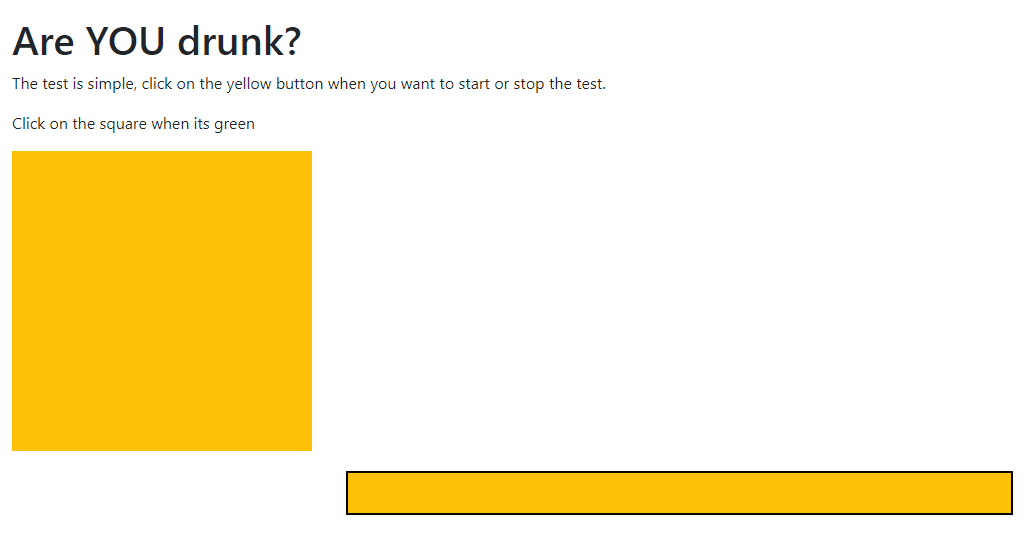 Are YOU drunk?
The test is simple, click on the yellow button when you want to start or stop the test.
Click on the square when its green